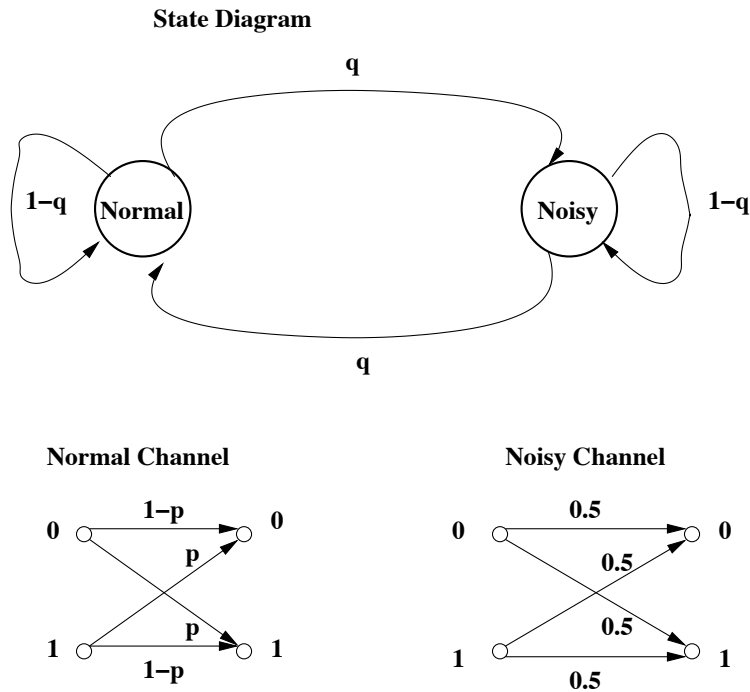 State Diagram
q
1−q
Normal
Noisy
1−q
q
Normal Channel
Noisy Channel
0
1−p
0
p
p
1
1−p
1
0
0.5
0
0.5
0.5
1
0.5
1